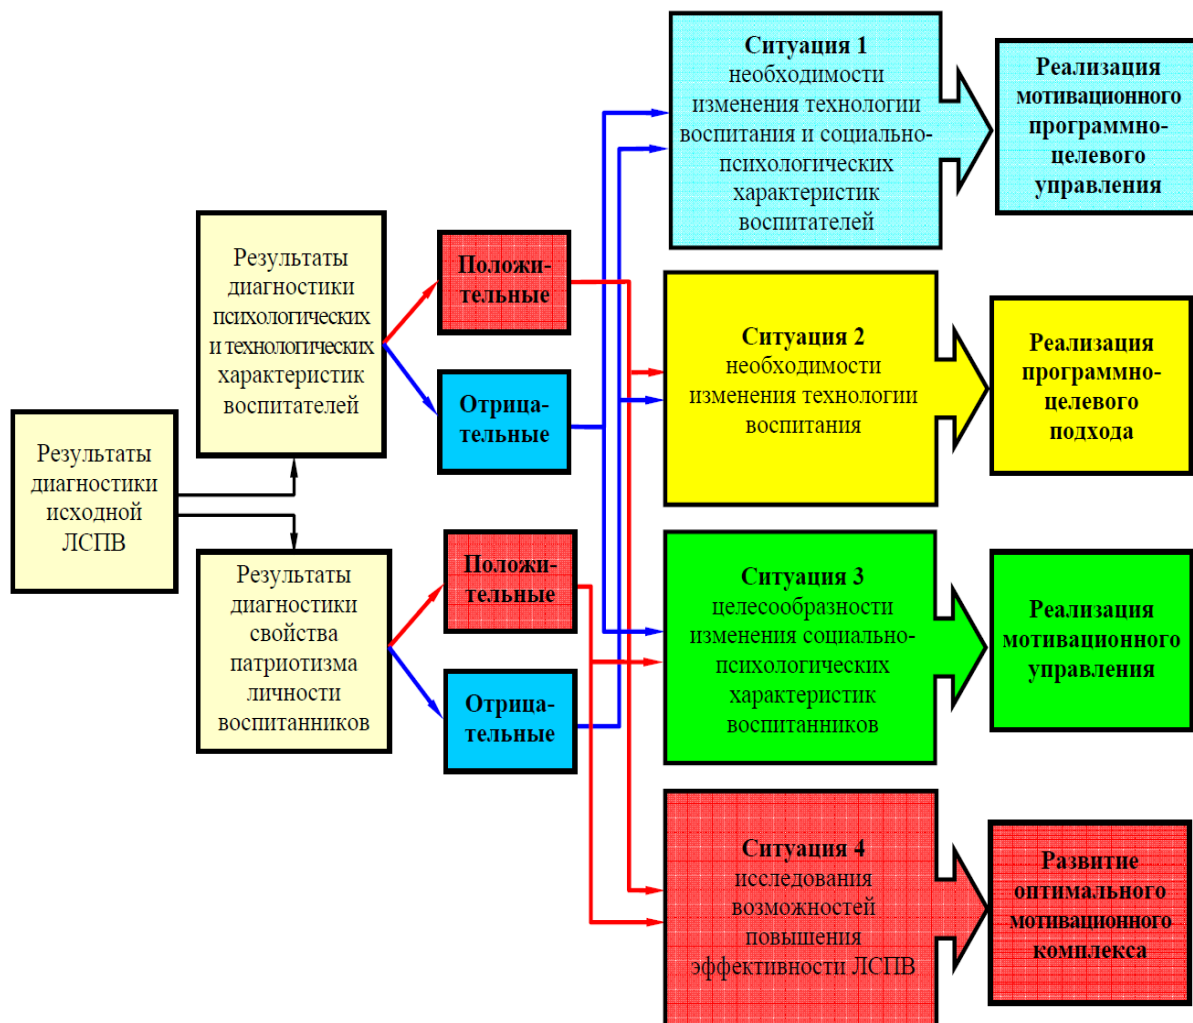 Результаты
диагностики
исходной
ЛСПВ
Результаты
диагностики
психологических
и технологических
характеристик
воспитателей
Результаты
диагностики
свойства
патриотизма
личности
воспитанников
Положи-
тельные
Отрица-
тельные
Положи-
тельные
Отрица-
тельные
Ситуация 1
необходимости
изменения технологии
воспитания и социально-
психологических
характеристик
воспитателей
Реализация
мотивационного
программно-
целевого
управления
Ситуация 2
необходимости
изменения технологии
воспитания
Реализация
программно-
целевого
подхода
Ситуация 3
целесообразности
изменения социально-
психологических
характеристик
воспитанников
Реализация
мотивационного
управления
Ситуация 4
исследования
возможностей
повышения
эффективности ЛСПВ
Развитие
оптимального
мотивационного
комплекса